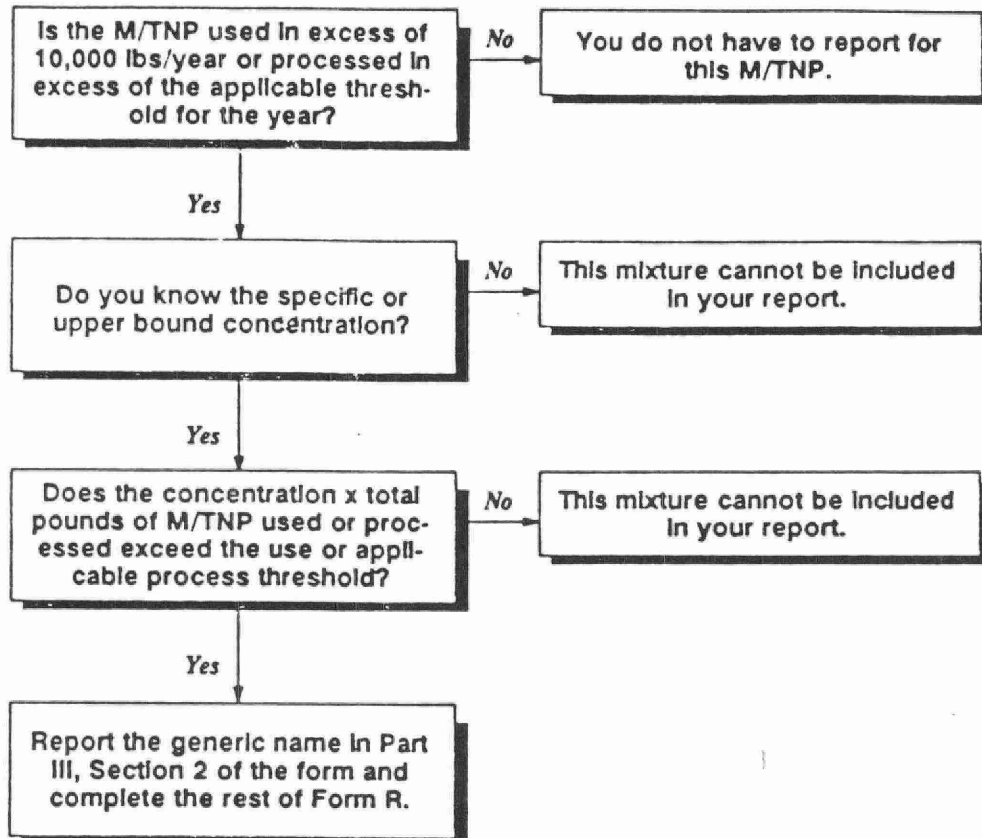 Is the M/TNP used in excess of
10,000 lbs/year or processed in
excess of the applicable thresh-
old for the year?
No
You do not have to report for
this M/TNP.
Yes
Do you know the specific or
upper bound concentration?
No
This mixture cannot be included
in your report.
Yes
Does the concentration x total
pounds of M/TNP used or proc-
essed exceed the use or appli-
cable process threshold?
No
This mixture cannot be included
in your report.
Yes
Report the generic name in Part
III, Section 2 of the form and
complete the rest of Form R.